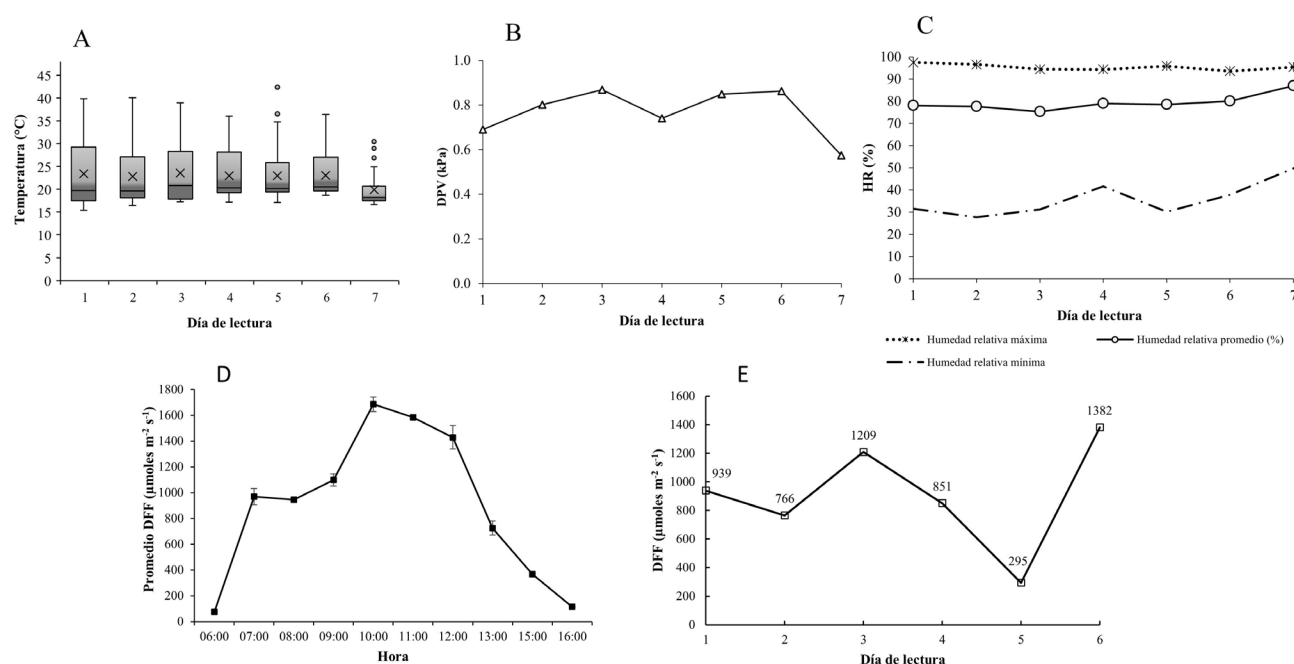 A
Temperatura (°C)
45
40
35
30
25
20
15
10
5
0
1 2 3 4 5 6 7
Día de lectura
B
DPV (kPa)
1.0
0.8
0.6
0.4
0.2
0.0
1 2 3 4 5 6 7
Día de lectura
C
HR (%)
100
90
80
70
60
50
40
30
20
10
0
1 2 3 4 5 6 7
Día de lectura
Humedad relativa máxima Humedad relativa promedio (%)
Humedad relativa mínima
D
Promedio DFF (µmoles m⁻² s⁻¹)
1800
1600
1400
1200
1000
800
600
400
200
0
06:00 07:00 08:00 09:00 10:00 11:00 12:00 13:00 15:00 16:00
Hora
E
DFF (µmoles m⁻² s⁻¹)
1600
1400
1200
1000
800
600
400
200
0
939
766
1209
851
295
1382
1 2 3 4 5 6
Día de lectura